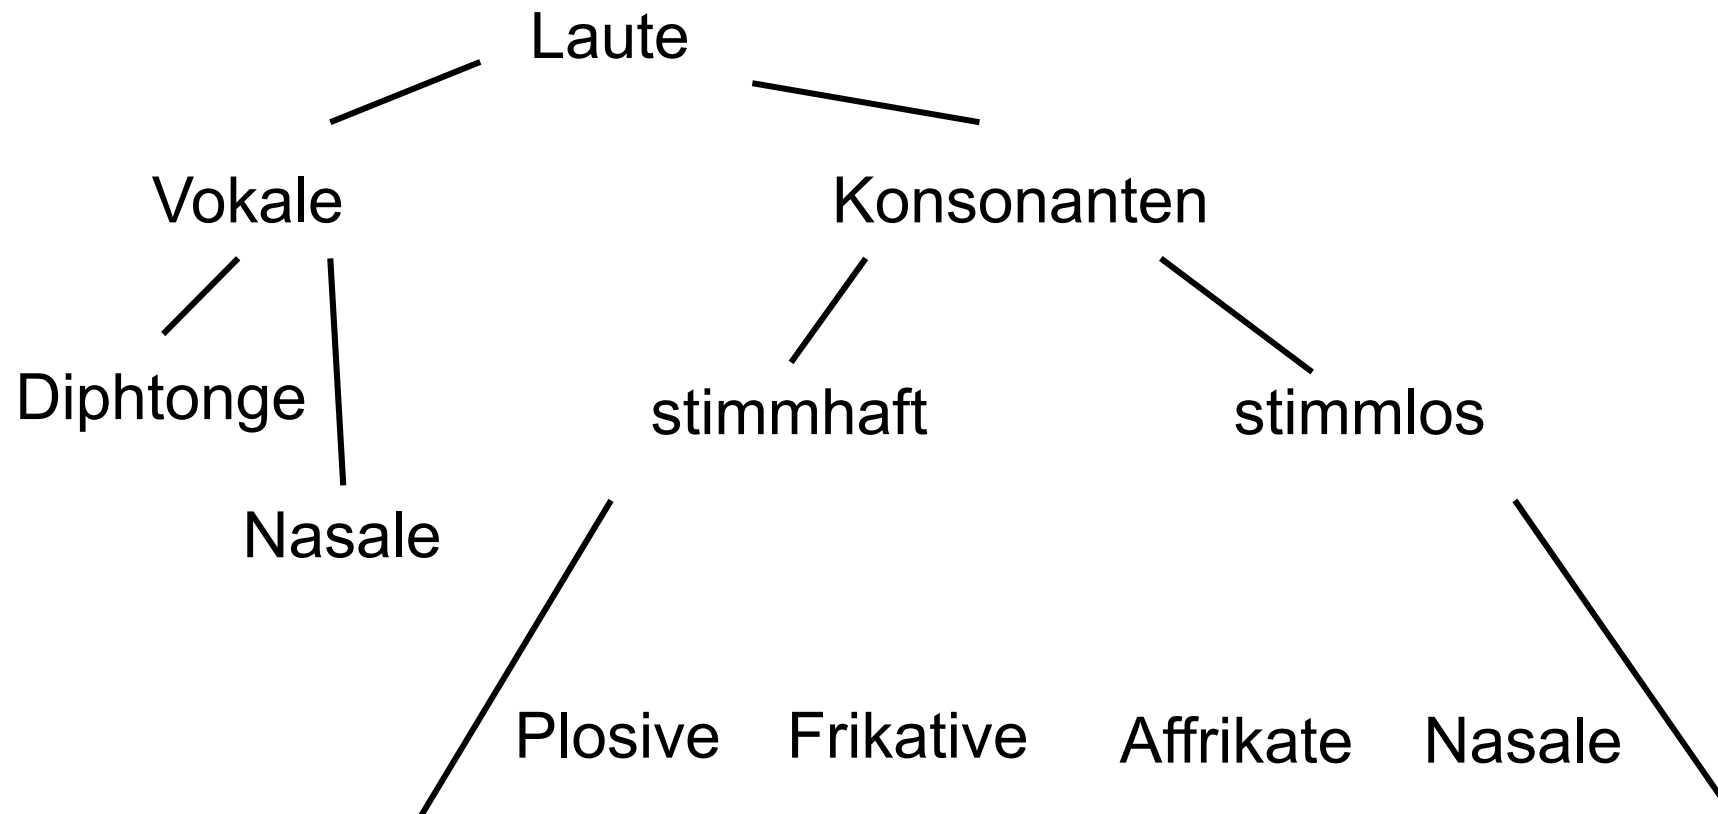 Laute
Vokale Konsonanten
Diphtonge stimmhaft stimmlos
Nasale
Plosive Frikative Affrikate Nasale